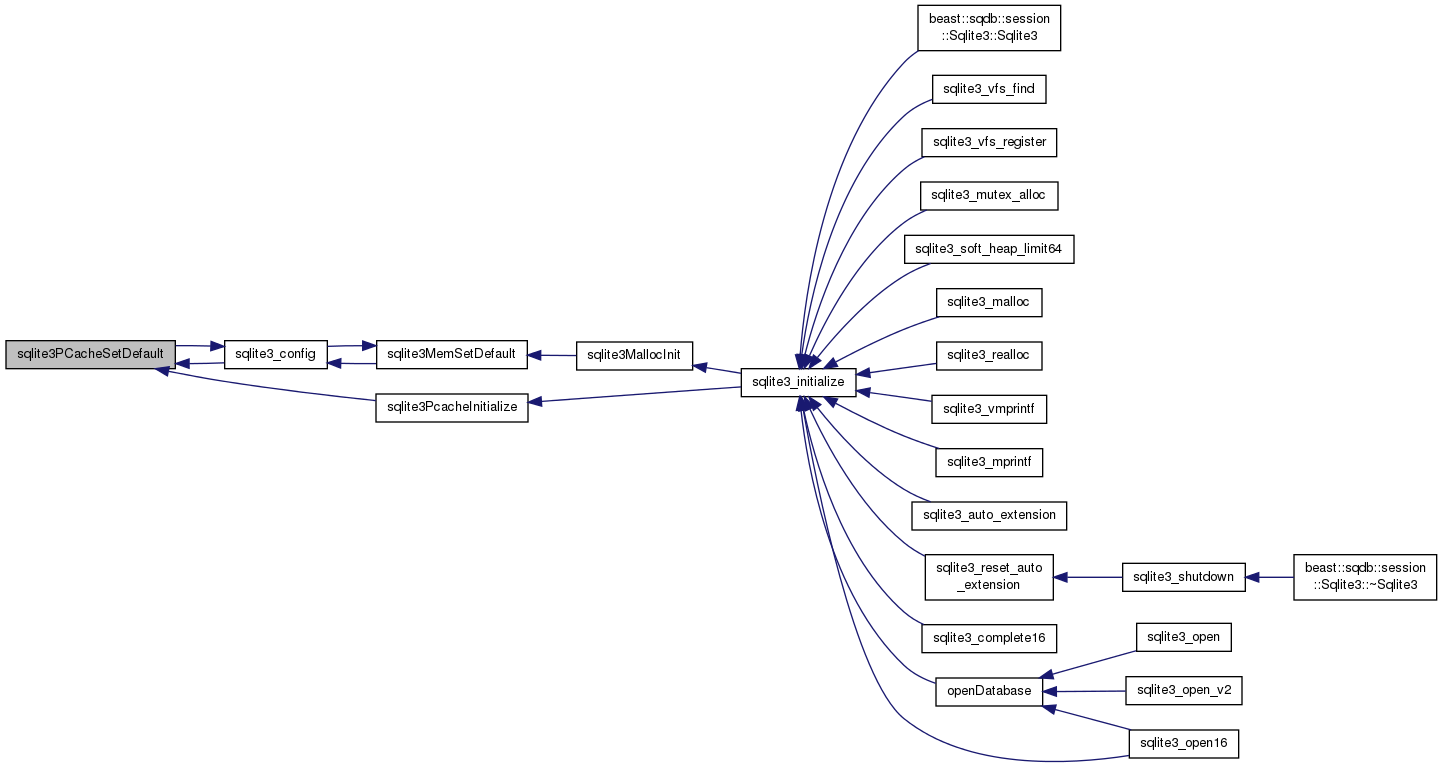 beast::sqdb::session
::Sqlite3::Sqlite3
sqlite3_vfs_find
sqlite3_vfs_register
sqlite3_mutex_alloc
sqlite3_soft_heap_limit64
sqlite3_malloc
sqlite3PCacheSetDefault
sqlite3_config
sqlite3MemSetDefault
sqlite3MallocInit
sqlite3_realloc
sqlite3_initialize
sqlite3PcacheInitialize
sqlite3_vmprintf
sqlite3_mprintf
sqlite3_auto_extension
sqlite3_reset_auto
_extension
sqlite3_shutdown
beast::sqdb::session
::Sqlite3::~Sqlite3
sqlite3_complete16
sqlite3_open
openDatabase
sqlite3_open_v2
sqlite3_open16